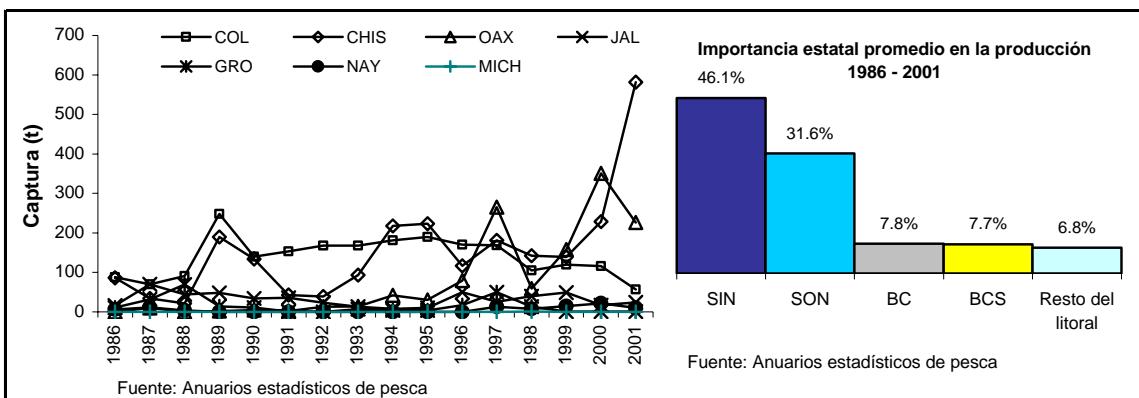 700
600
500
400
300
200
100
0
Captura (t)
COL CHIS OAX JAL
GRO NAY MICH
1986 1987 1988 1989 1990 1991 1992 1993 1994 1995 1996 1997 1998 1999 2000 2001
Fuente: Anuarios estadísticos de pesca
Importancia estatal promedio en la producción
1986 - 2001
46.1%
31.6%
7.8%
7.7%
6.8%
SIN SON BC BCS Resto del
litoral
Fuente: Anuarios estadísticos de pesca